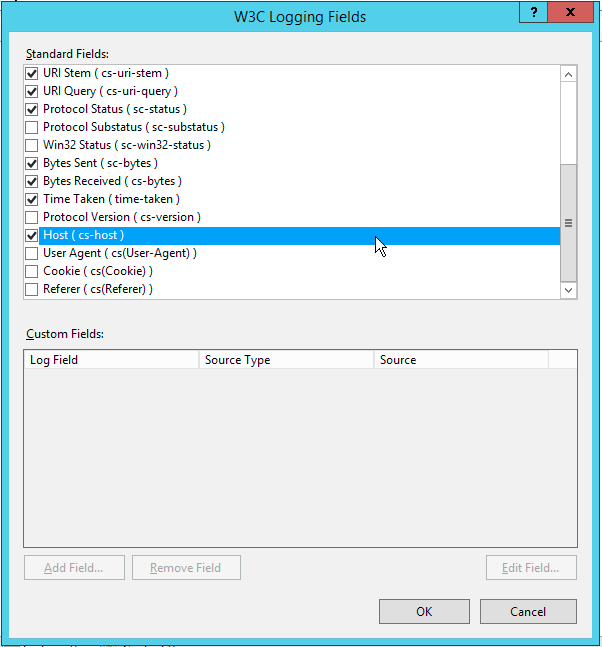 W3C Logging Fields
?
x
Standard Fields:
URI Stem ( cs-uri-stem )
URI Query ( cs-uri-query )
Protocol Status ( sc-status )
Protocol Substatus ( sc-substatus )
Win32 Status ( sc-win32-status )
Bytes Sent ( sc-bytes )
Bytes Received ( cs-bytes )
Time Taken ( time-taken )
Protocol Version ( cs-version )
Host ( cs-host )
User Agent ( cs(User-Agent) )
Cookie ( cs(Cookie) )
Referer ( cs(Referer) )
Custom Fields:
Log Field Source Type Source
Add Field... Remove Field Edit Field...
OK Cancel